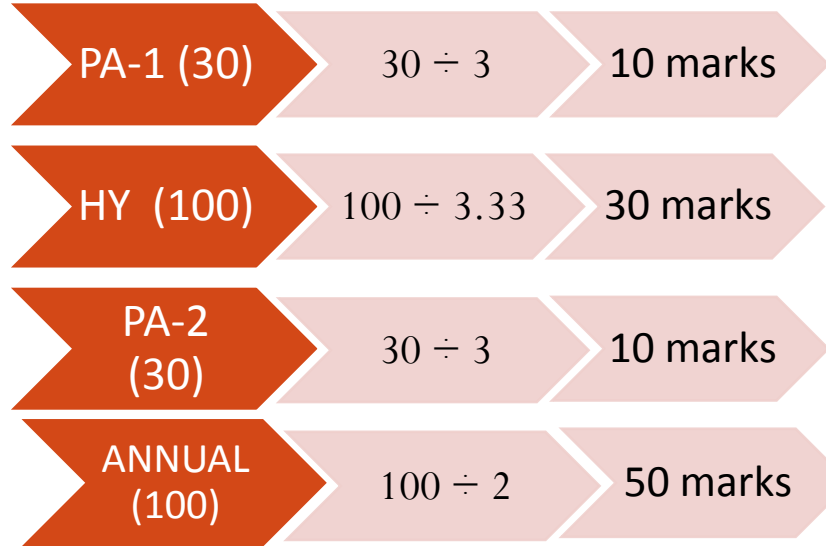 PA-1 (30) 30 ÷ 3 10 marks
HY (100) 100 ÷ 3.33 30 marks
PA-2
(30) 30 ÷ 3 10 marks
ANNUAL
(100) 100 ÷ 2 50 marks